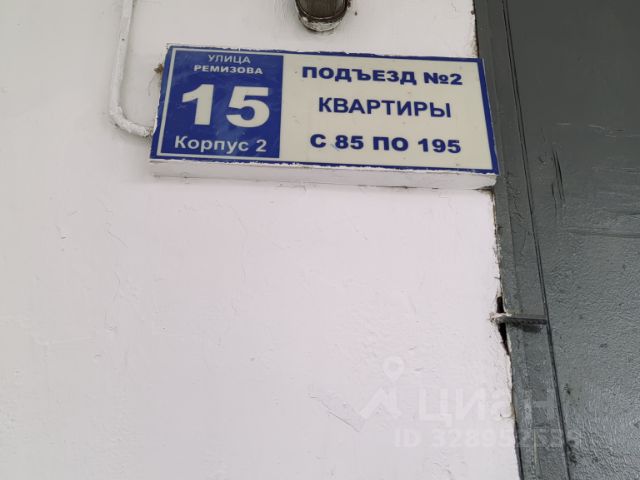 УЛИЦА
РЕМИЗОВА
15
Корпус 2
ПОДЪЕЗД №2
КВАРТИРЫ
С 85 ПО 195
ЦИАН